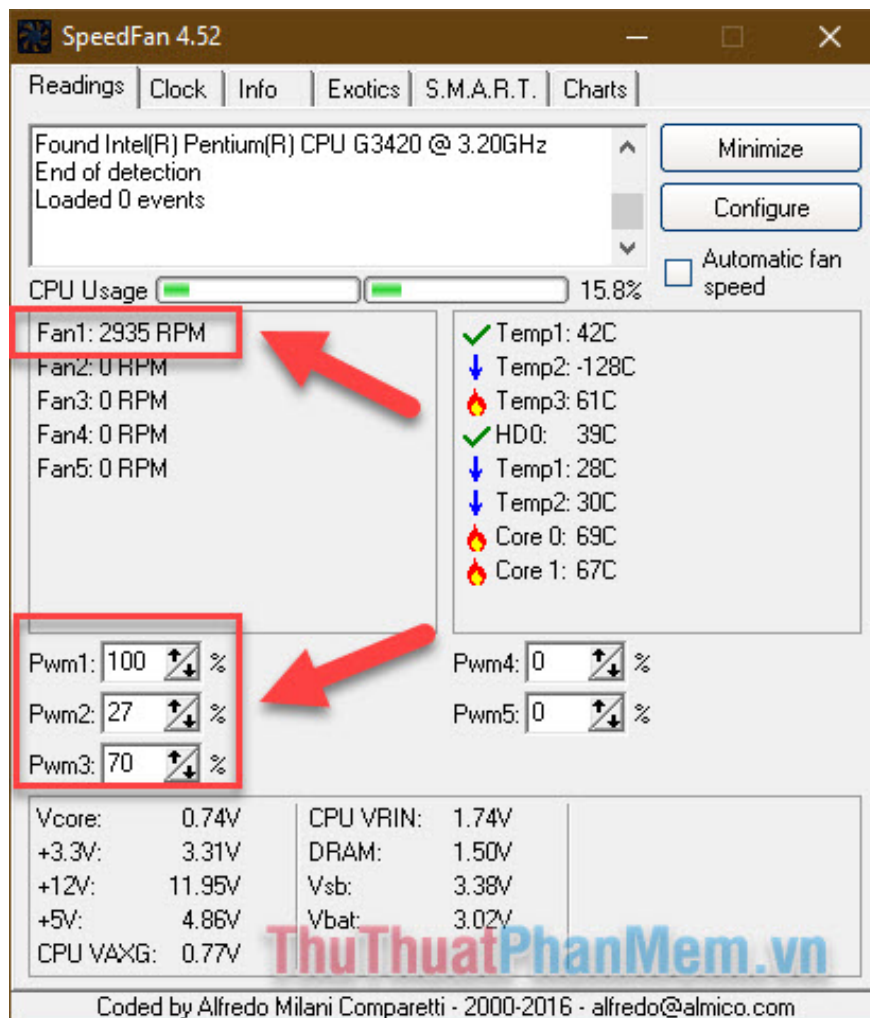 SpeedFan 4.52
Readings Clock Info Exotics S.M.A.R.T. Charts
Found Intel(R) Pentium(R) CPU G3420 @ 3.20GHz
End of detection
Loaded 0 events
Minimize
Configure
Automatic fan
speed
CPU Usage 15.8%
Fan1: 2935 RPM
Fan2: 0 RPM
Fan3: 0 RPM
Fan4: 0 RPM
Fan5: 0 RPM
Temp1: 42C
Temp2: -128C
Temp3: 61C
HD0: 39C
Temp1: 28C
Temp2: 30C
Core 0: 69C
Core 1: 67C
Pwm1: 100 %
Pwm2: 27 %
Pwm3: 70 %
Pwm4: 0 %
Pwm5: 0 %
Vcore: 0.74V
+3.3V: 3.31V
+12V: 11.95V
+5V: 4.86V
CPU VAXG: 0.77V
CPU VRIN: 1.74V
DRAM: 1.50V
Vsb: 3.38V
Vbat: 3.02V
ThuThuatPhanMem.vn
Coded by Alfredo Milani Comparetti - 2000-2016 - alfredo@almico.com